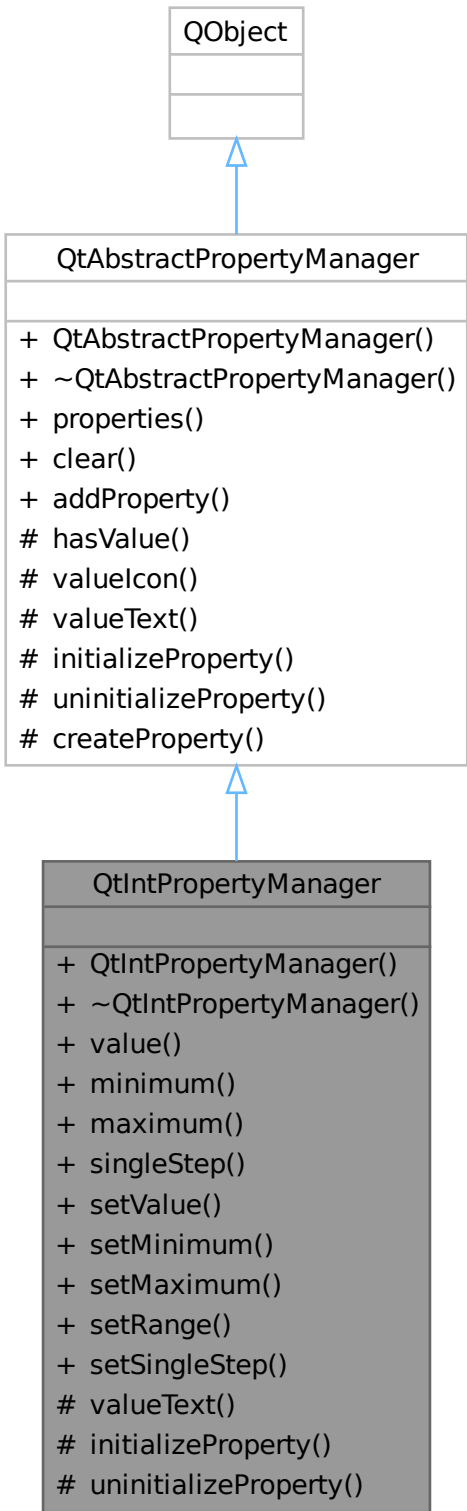 QObject
QtAbstractPropertyManager
+ QtAbstractPropertyManager()
+ ~QtAbstractPropertyManager()
+ properties()
+ clear()
+ addProperty()
# hasValue()
# valueIcon()
# valueText()
# initializeProperty()
# uninitializeProperty()
# createProperty()
QtIntPropertyManager
+ QtIntPropertyManager()
+ ~QtIntPropertyManager()
+ value()
+ minimum()
+ maximum()
+ singleStep()
+ setValue()
+ setMinimum()
+ setMaximum()
+ setRange()
+ setSingleStep()
# valueText()
# initializeProperty()
# uninitializeProperty()